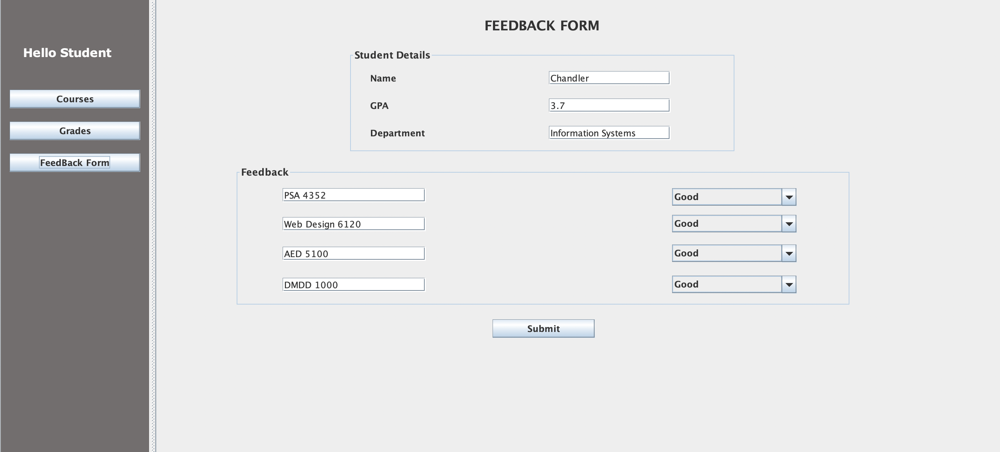 Hello Student
Courses
Grades
FeedBack Form
FEEDBACK FORM
Student Details
Name Chandler
GPA 3.7
Department Information Systems
Feedback
PSA 4352 Good
Web Design 6120 Good
AED 5100 Good
DMDD 1000 Good
Submit